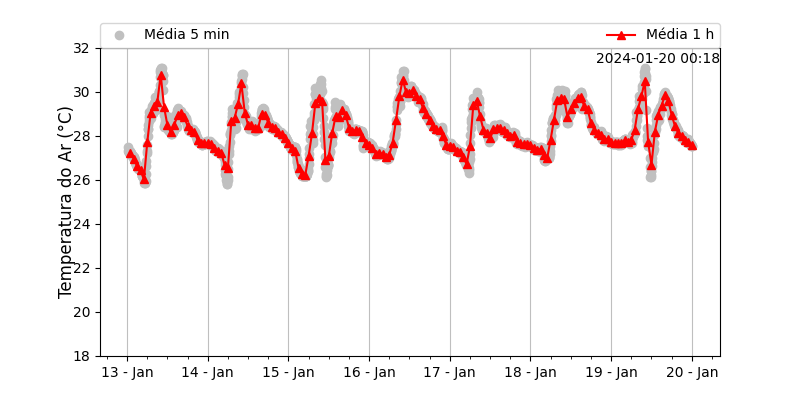 Média 5 min
Média 1 h
2024-01-20 00:18
Temperatura do Ar (°C)
32
30
28
26
24
22
20
18
13 - Jan
14 - Jan
15 - Jan
16 - Jan
17 - Jan
18 - Jan
19 - Jan
20 - Jan